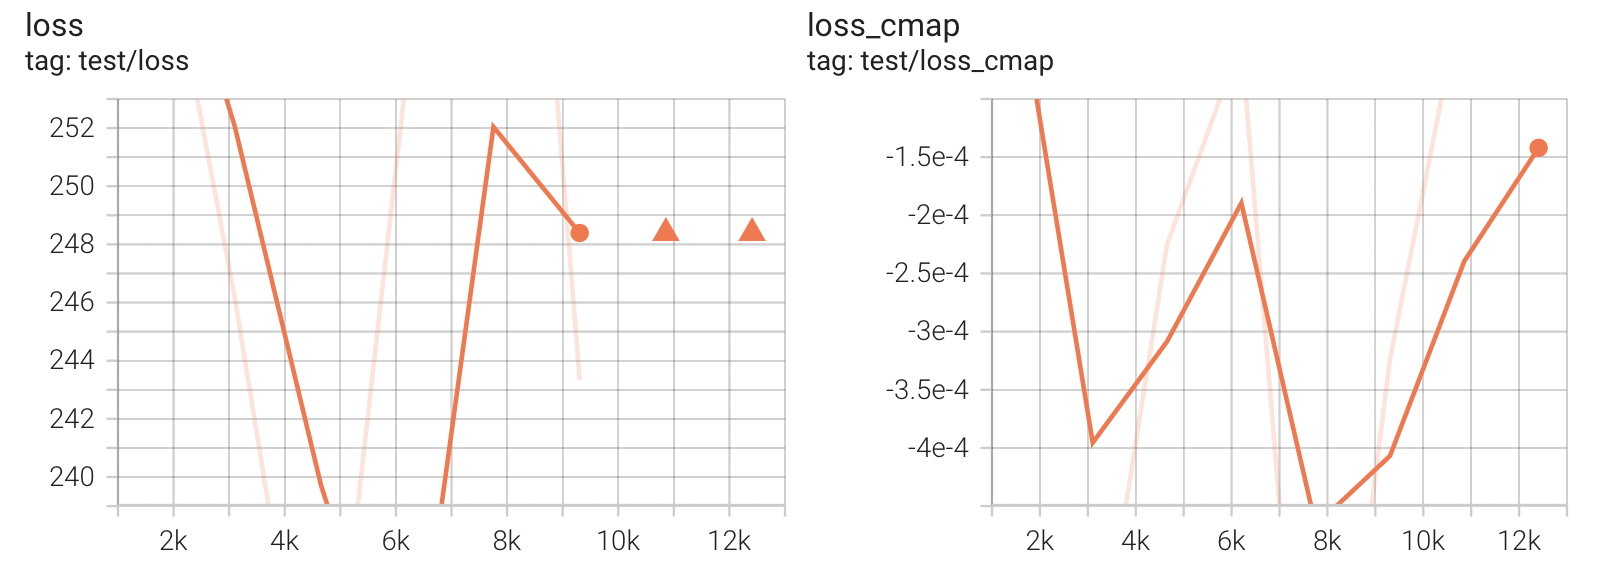 loss
tag: test/loss
252
250
248
246
244
242
240
2k 4k 6k 8k 10k 12k
loss_cmap
tag: test/loss_cmap
-1.5e-4
-2e-4
-2.5e-4
-3e-4
-3.5e-4
-4e-4
2k 4k 6k 8k 10k 12k